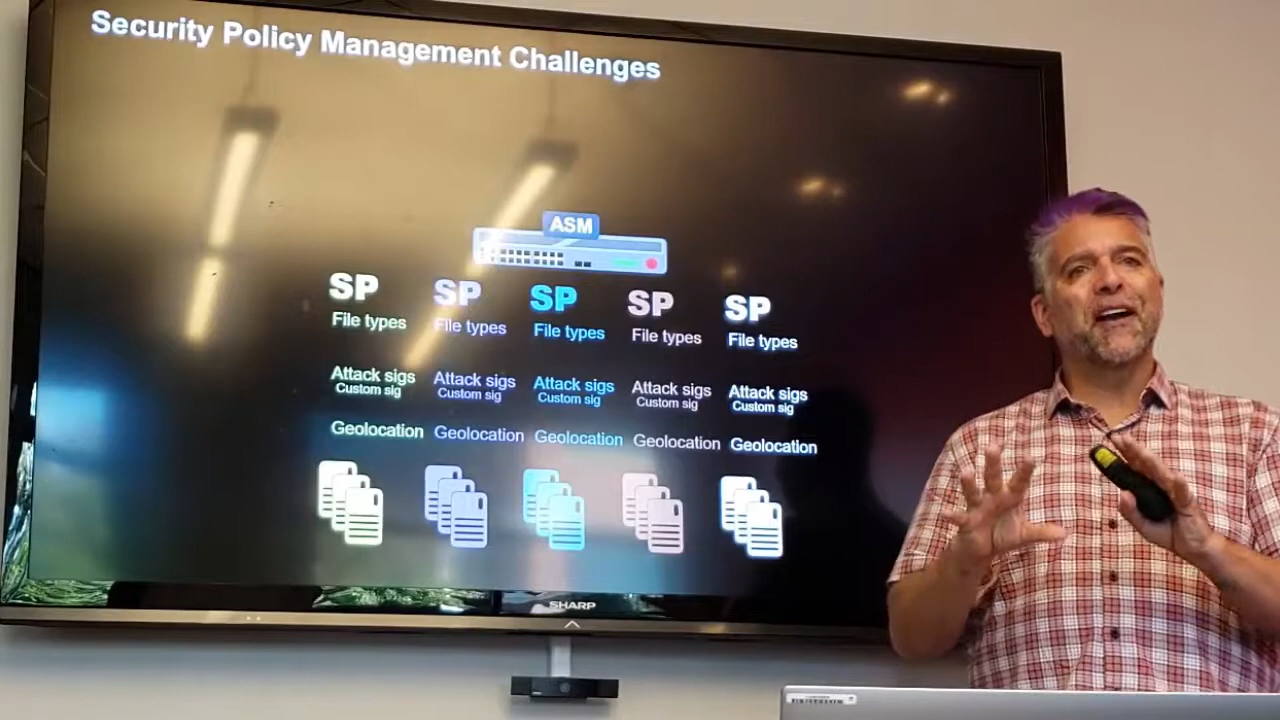 Security Policy Management Challenges
ASM
SP SP SP SP SP
File types File types File types File types File types
Attack sigs Attack sigs Attack sigs Attack sigs Attack sigs
Custom sig Custom sig Custom sig Custom sig Custom sig
Geolocation Geolocation Geolocation Geolocation Geolocation
SHARP